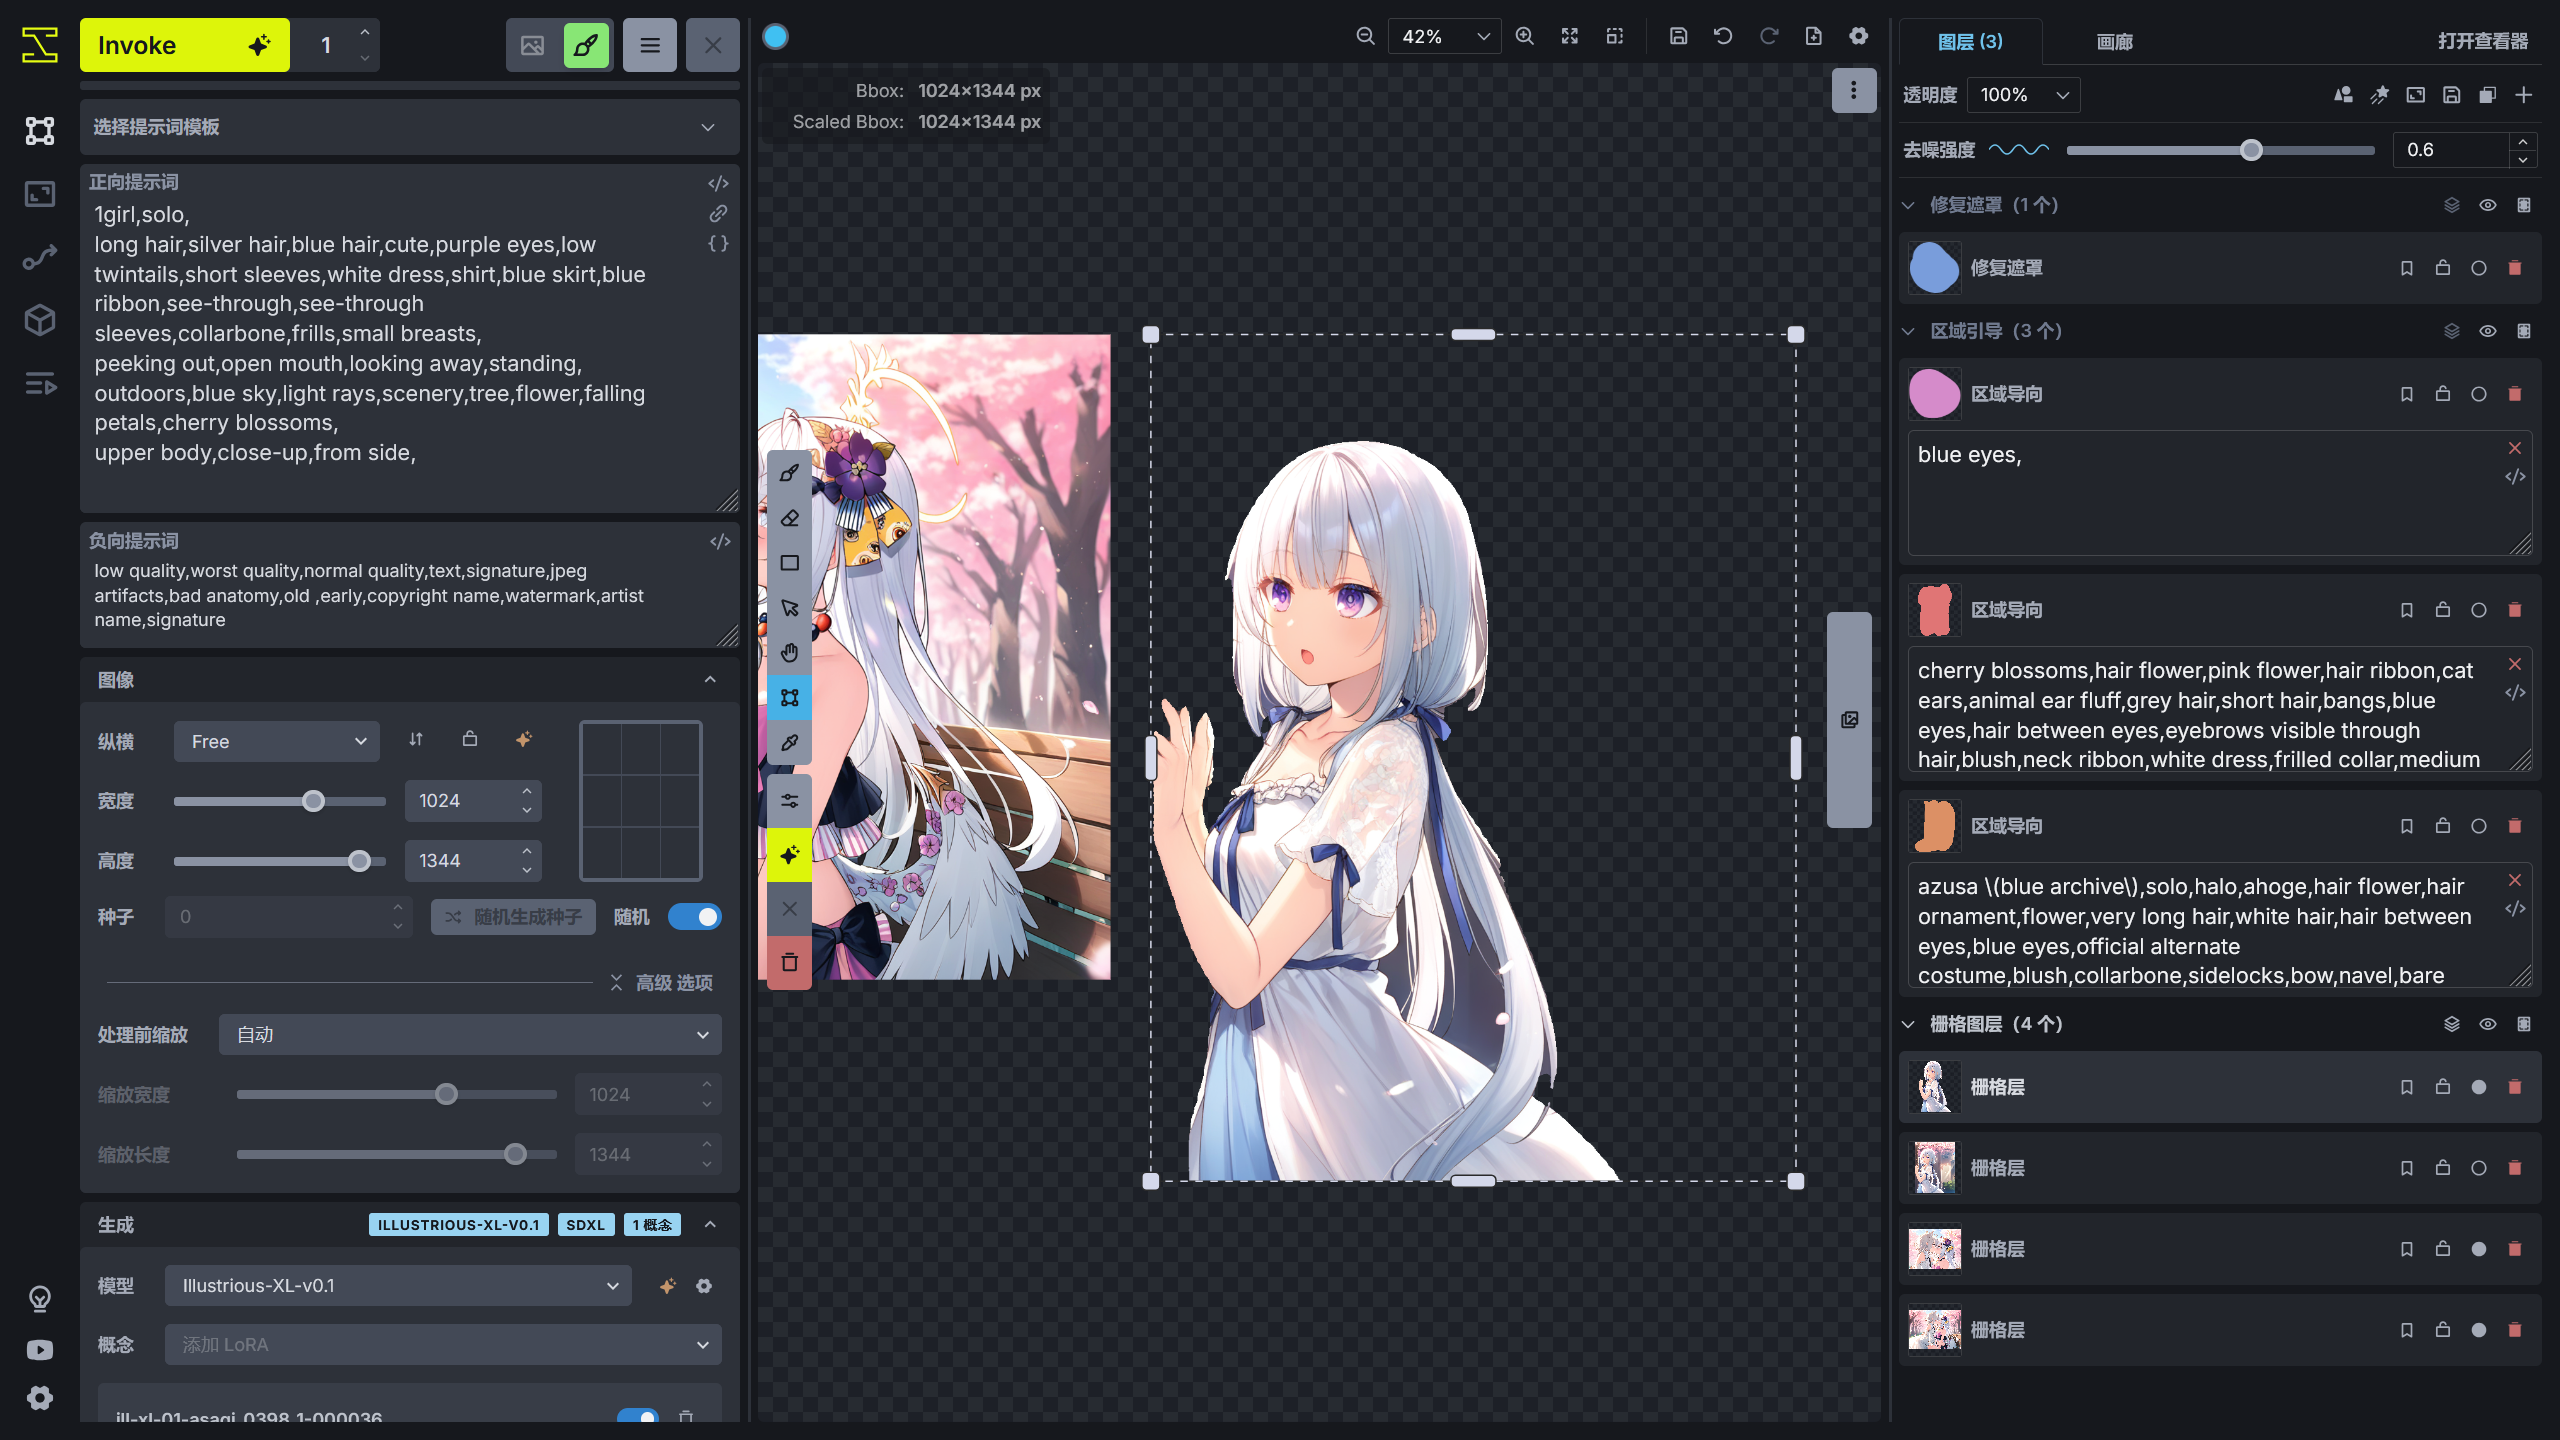 Invoke
1
选择提示词模板
正向提示词
1girl,solo,
long hair,silver hair,blue hair,cute,purple eyes,low
twintails,short sleeves,white dress,shirt,blue skirt,blue
ribbon,see-through,see-through
sleeves,collarbone,frills,small breasts,
peeking out,open mouth,looking away,standing,
outdoors,blue sky,light rays,scenery,tree,flower,falling
petals,cherry blossoms,
upper body,close-up,from side,
负向提示词
low quality,worst quality,normal quality,text,signature,jpeg
artifacts,bad anatomy,old ,early,copyright name,watermark,artist
name,signature
图像
纵横
Free
宽度
1024
高度
1344
种子
0
随机生成种子
随机
高级 选项
处理前缩放
自动
缩放宽度
1024
缩放长度
1344
生成
ILLUSTRIOUS-XL-V0.1
SDXL
1 概念
模型
Illustrious-XL-v0.1
概念
添加 LoRA
ill-xl-01-asagi_0398_1-000036
42%
Bbox: 1024×1344 px
Scaled Bbox: 1024×1344 px
图层 (3)
画廊
打开查看器
透明度
100%
去噪强度
0.6
修复遮罩 (1 个)
修复遮罩
区域引导 (3 个)
区域导向
blue eyes,
区域导向
cherry blossoms,hair flower,pink flower,hair ribbon,cat
ears,animal ear fluff,grey hair,short hair,bangs,blue
eyes,hair between eyes,eyebrows visible through
hair,blush,neck ribbon,white dress,frilled collar,medium
区域导向
azusa \(blue archive\),solo,halo,ahoge,hair flower,hair
ornament,flower,very long hair,white hair,hair between
eyes,blue eyes,official alternate
costume,blush,collarbone,sidelocks,bow,navel,bare
栅格图层 (4 个)
栅格层
栅格层
栅格层
栅格层